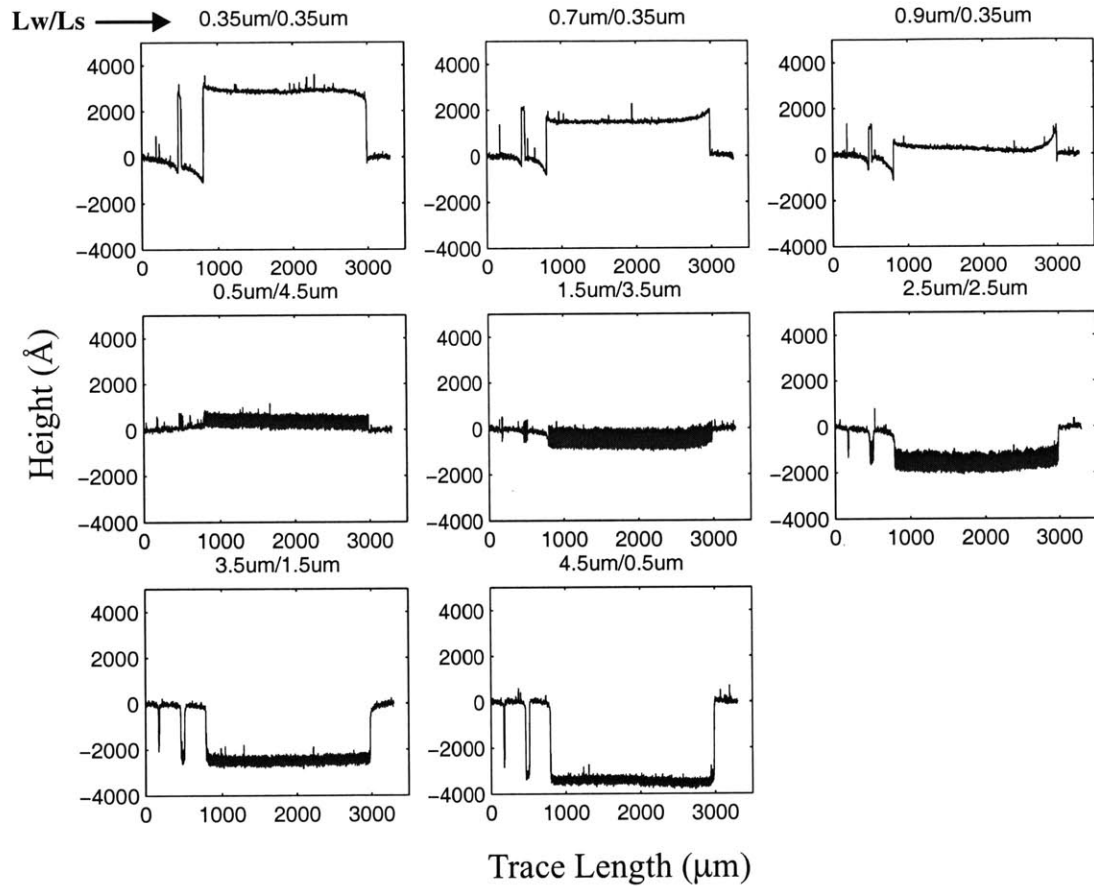 Lw/Ls
0.35um/0.35um 0.7um/0.35um 0.9um/0.35um
4000 4000 4000
2000 2000 2000
0 0 0
−2000 −2000 −2000
−4000 −4000 −4000
0 1000 2000 3000 0 1000 2000 3000 0 1000 2000 3000
0.5um/4.5um 1.5um/3.5um 2.5um/2.5um
4000 4000 4000
2000 2000 2000
0 0 0
−2000 −2000 −2000
−4000 −4000 −4000
0 1000 2000 3000 0 1000 2000 3000 0 1000 2000 3000
Height (Å)
3.5um/1.5um 4.5um/0.5um
4000 4000
2000 2000
0 0
−2000 −2000
−4000 −4000
0 1000 2000 3000 0 1000 2000 3000
Trace Length (μm)